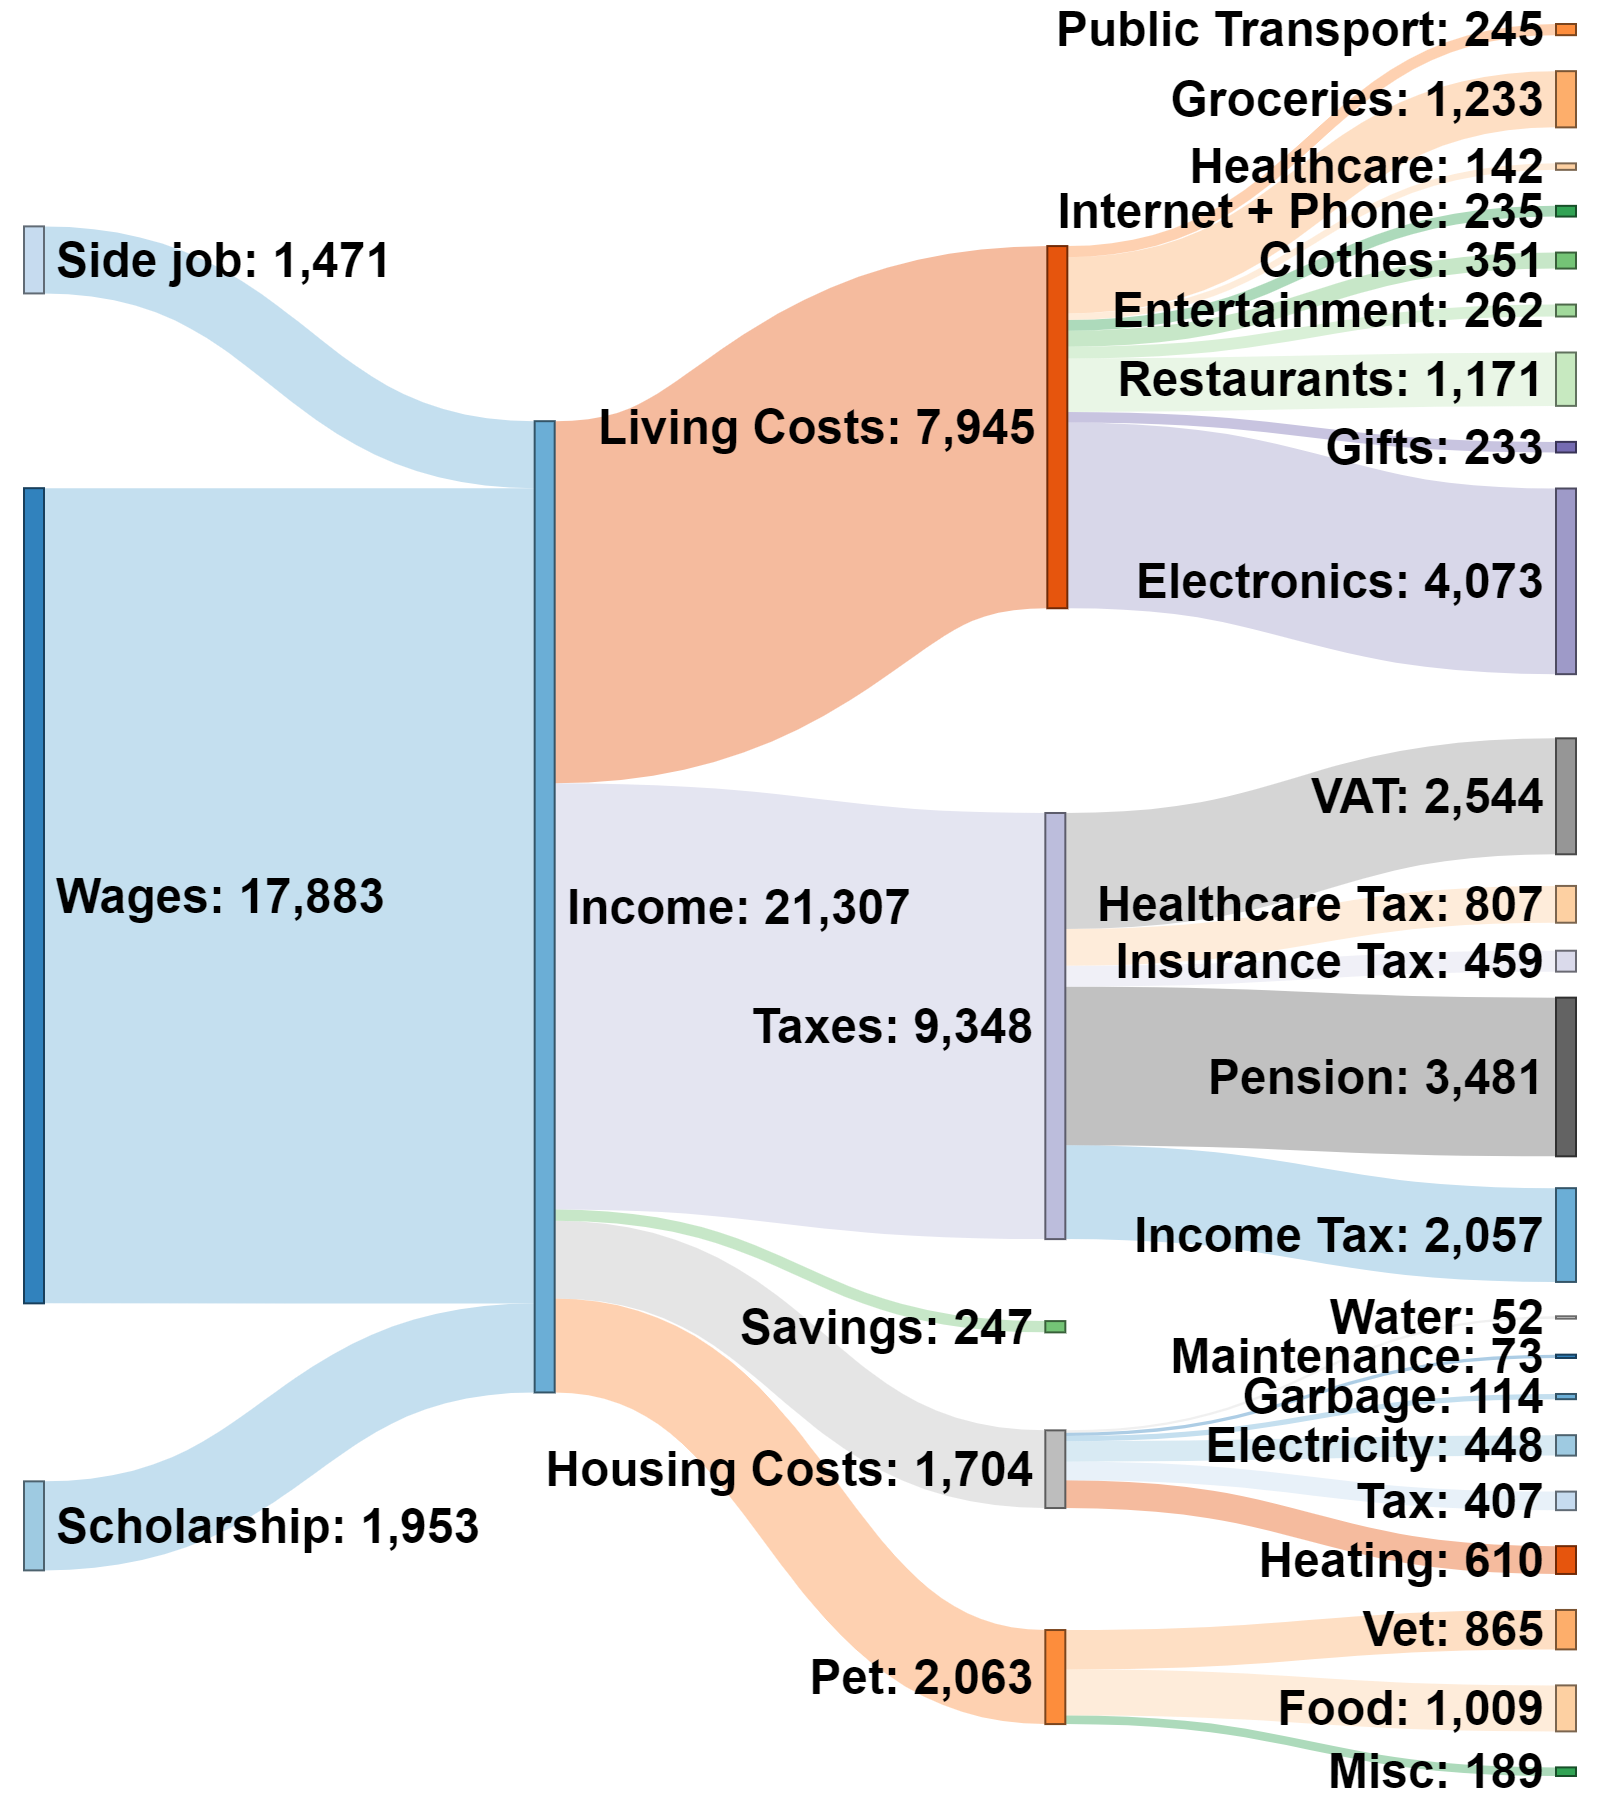 Public Transport: 245
Groceries: 1,233
Healthcare: 142
Internet + Phone: 235
Side job: 1,471
Clothes: 351
Entertainment: 262
Restaurants: 1,171
Living Costs: 7,945
Gifts: 233
Electronics: 4,073
VAT: 2,544
Wages: 17,883
Income: 21,307
Healthcare Tax: 807
Insurance Tax: 459
Taxes: 9,348
Pension: 3,481
Income Tax: 2,057
Savings: 247
Water: 52
Maintenance: 73
Garbage: 114
Electricity: 448
Housing Costs: 1,704
Tax: 407
Scholarship: 1,953
Heating: 610
Vet: 865
Pet: 2,063
Food: 1,009
Misc: 189